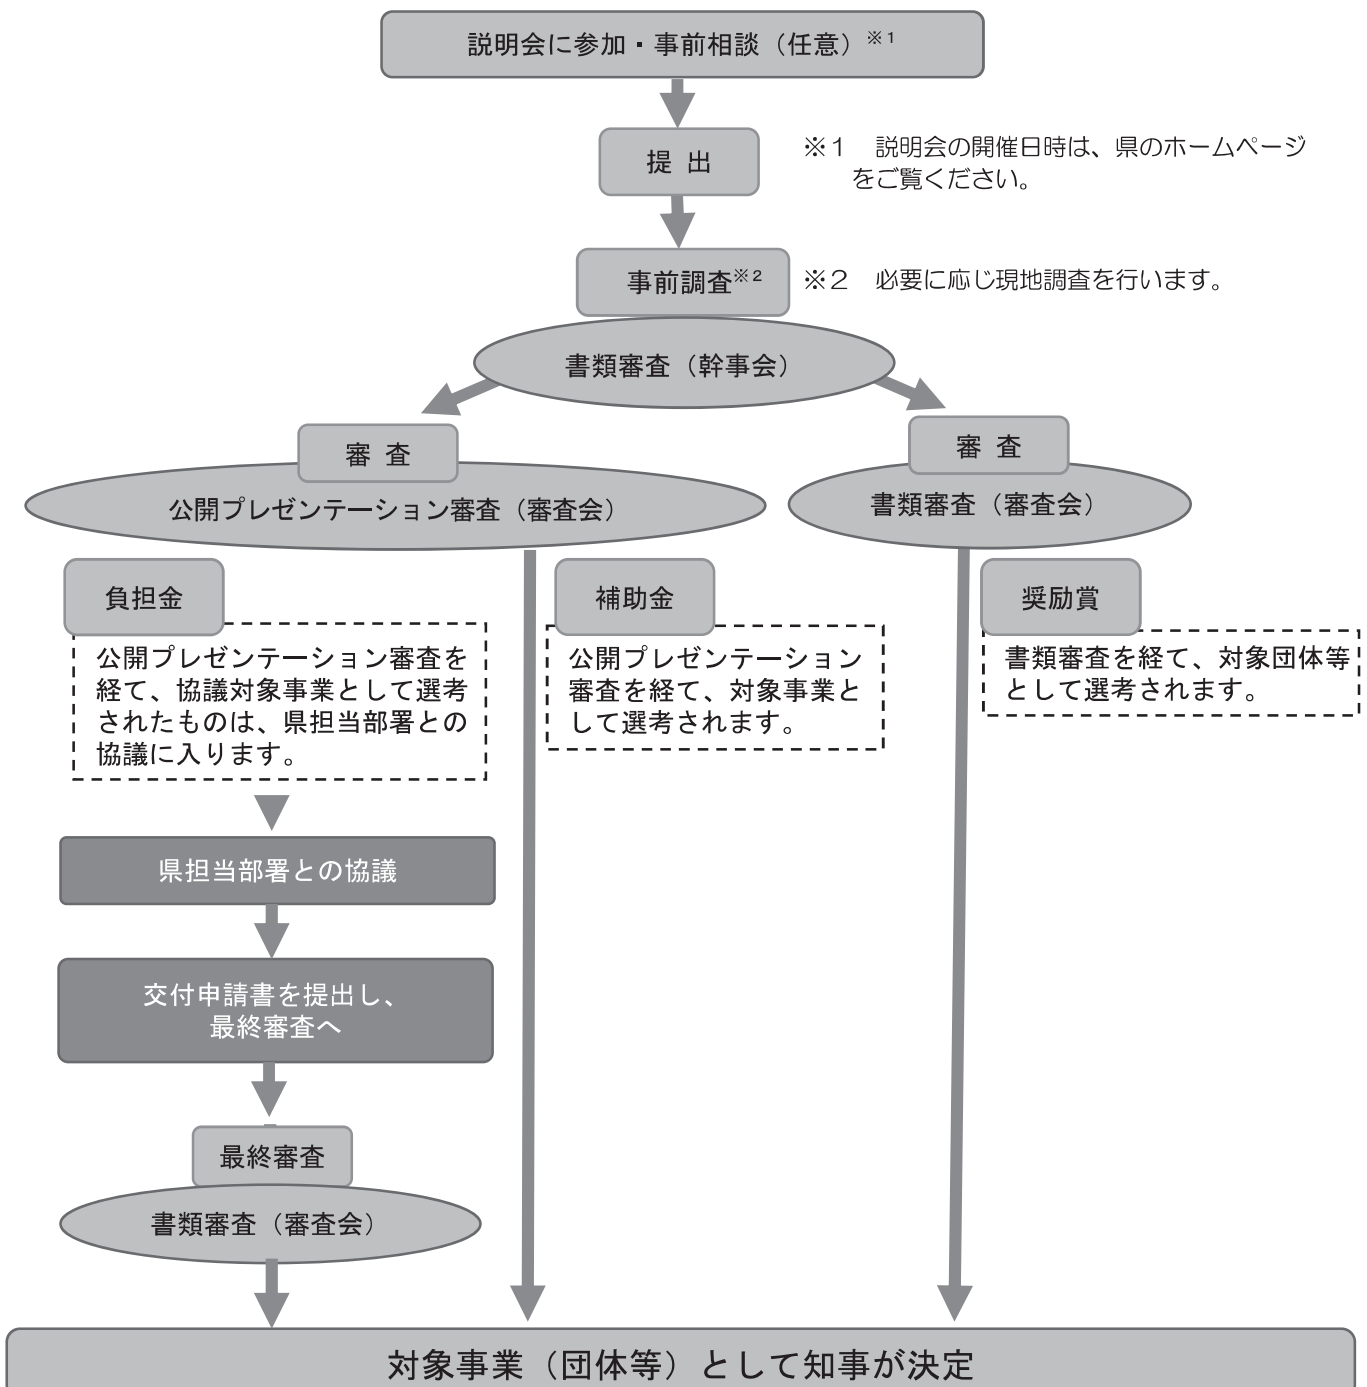 説明会に参加・事前相談（任意）※1
提 出
※1　説明会の開催日時は、県のホームページ
をご覧ください。
事前調査※2
※2　必要に応じ現地調査を行います。
書類審査（幹事会）
審 査
公開プレゼンテーション審査（審査会）
審 査
書類審査（審査会）
負担金
公開プレゼンテーション審査を
経て、協議対象事業として選考
されたものは、県担当部署との
協議に入ります。
補助金
公開プレゼンテーション
審査を経て、対象事業と
して選考されます。
奨励賞
書類審査を経て、対象団体等
として選考されます。
県担当部署との協議
交付申請書を提出し、
最終審査へ
最終審査
書類審査（審査会）
対象事業（団体等）として知事が決定